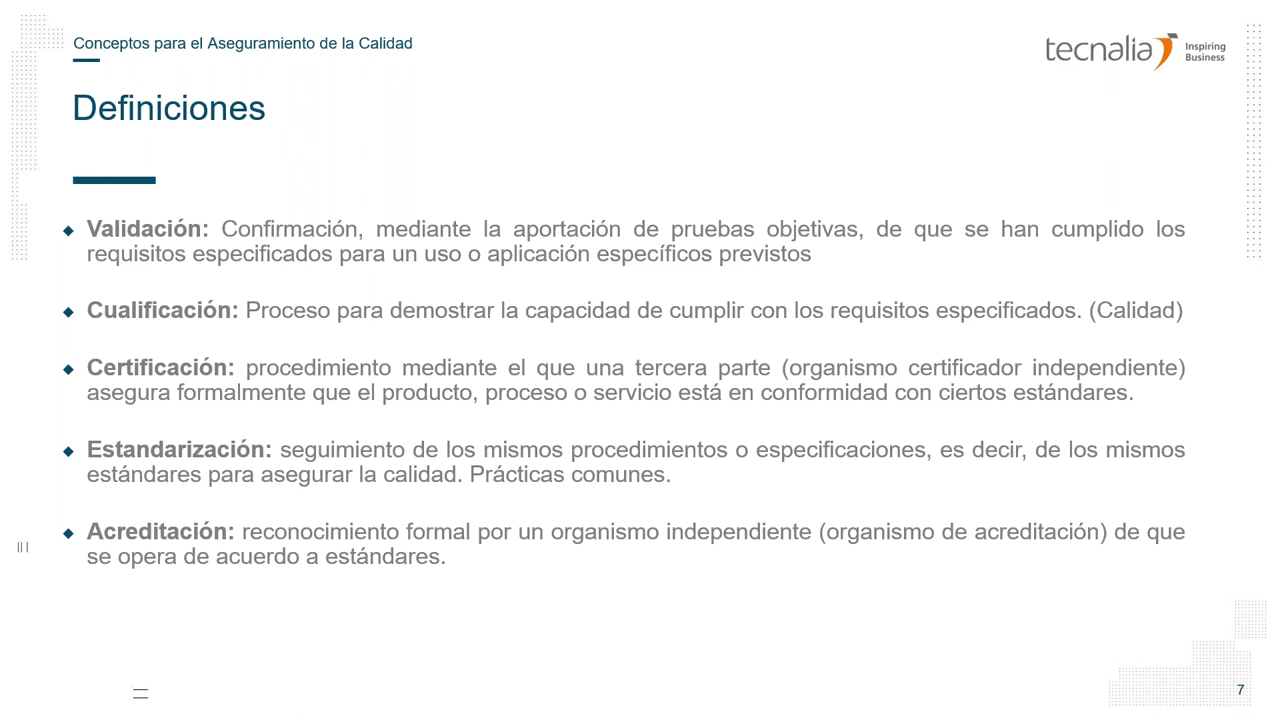 Conceptos para el Aseguramiento de la Calidad
tecnalia Inspiring
Business
Definiciones
Validación: Confirmación, mediante la aportación de pruebas objetivas, de que se han cumplido los
requisitos especificados para un uso o aplicación específicos previstos
Cualificación: Proceso para demostrar la capacidad de cumplir con los requisitos especificados. (Calidad)
Certificación: procedimiento mediante el que una tercera parte (organismo certificador independiente)
asegura formalmente que el producto, proceso o servicio está en conformidad con ciertos estándares.
Estandarización: seguimiento de los mismos procedimientos o especificaciones, es decir, de los mismos
estándares para asegurar la calidad. Prácticas comunes.
Acreditación: reconocimiento formal por un organismo independiente (organismo de acreditación) de que
se opera de acuerdo a estándares.
7